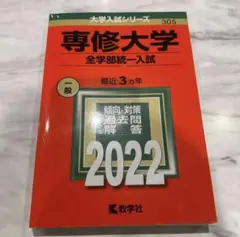 大学入試シリーズ
305
専修大学
全学部統一入試
一般
最近3カ年
傾向・対策
過去問
解答
2022
教学社